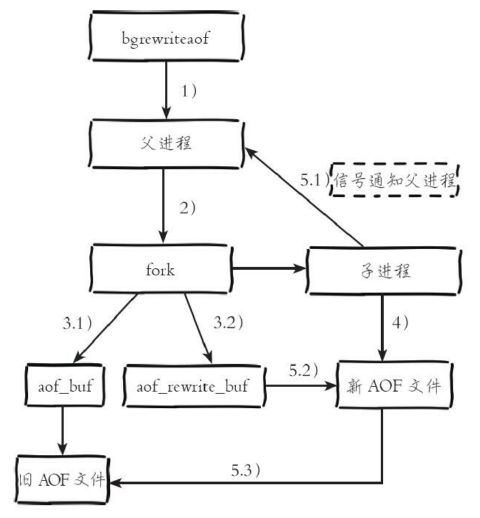 bgrewriteaof
1)
父进程
5.1)
信号通知父进程
2)
fork
子进程
3.1)
3.2)
4)
aof_buf
aof_rewrite_buf
5.2)
新 AOF 文件
旧 AOF 文件
5.3)